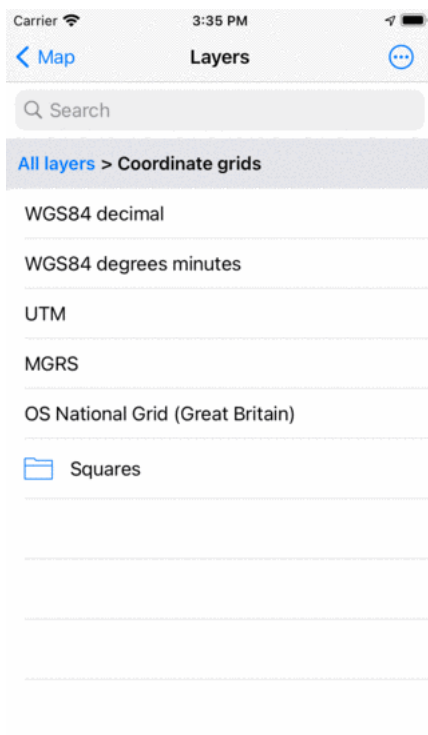 Carrier 3:35 PM
Map Layers
Search
All layers > Coordinate grids
WGS84 decimal
WGS84 degrees minutes
UTM
MGRS
OS National Grid (Great Britain)
Squares